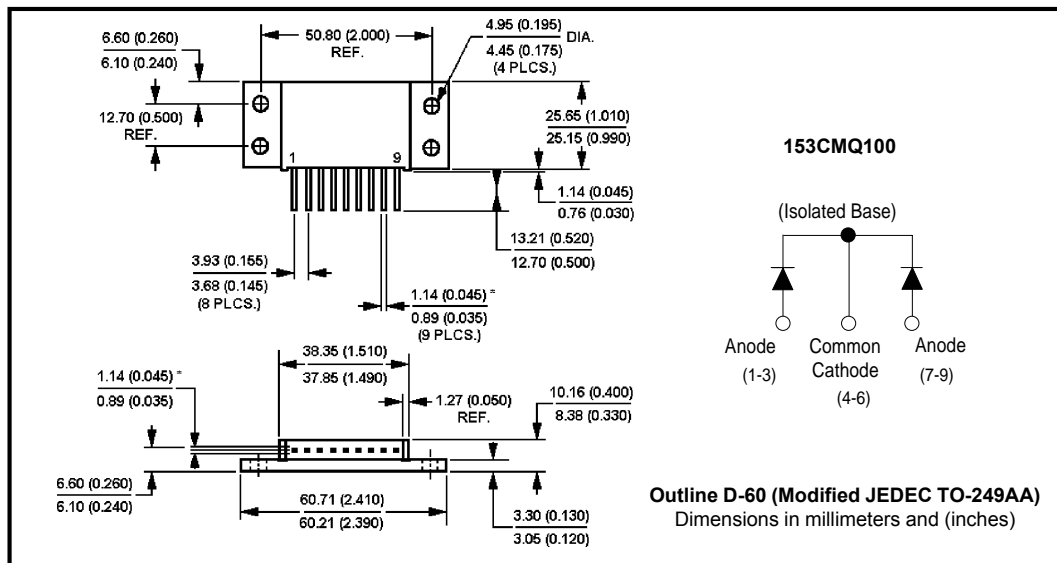 6.60 (0.260)
6.10 (0.240)
50.80 (2.000)
REF.
4.95 (0.195)
4.45 (0.175)
DIA.
(4 PLCS.)
12.70 (0.500)
REF.
25.65 (1.010)
25.15 (0.990)
1
9
1.14 (0.045)
0.76 (0.030)
13.21 (0.520)
12.70 (0.500)
3.93 (0.155)
3.68 (0.145)
(8 PLCS.)
1.14 (0.045) *
0.89 (0.035)
(9 PLCS.)
38.35 (1.510)
37.85 (1.490)
1.14 (0.045) *
0.89 (0.035)
1.27 (0.050)
REF.
10.16 (0.400)
8.38 (0.330)
6.60 (0.260)
6.10 (0.240)
60.71 (2.410)
60.21 (2.390)
3.30 (0.130)
3.05 (0.120)
153CMQ100
(Isolated Base)
Anode
(1-3)
Common
Cathode
(4-6)
Anode
(7-9)
Outline D-60 (Modified JEDEC TO-249AA)
Dimensions in millimeters and (inches)